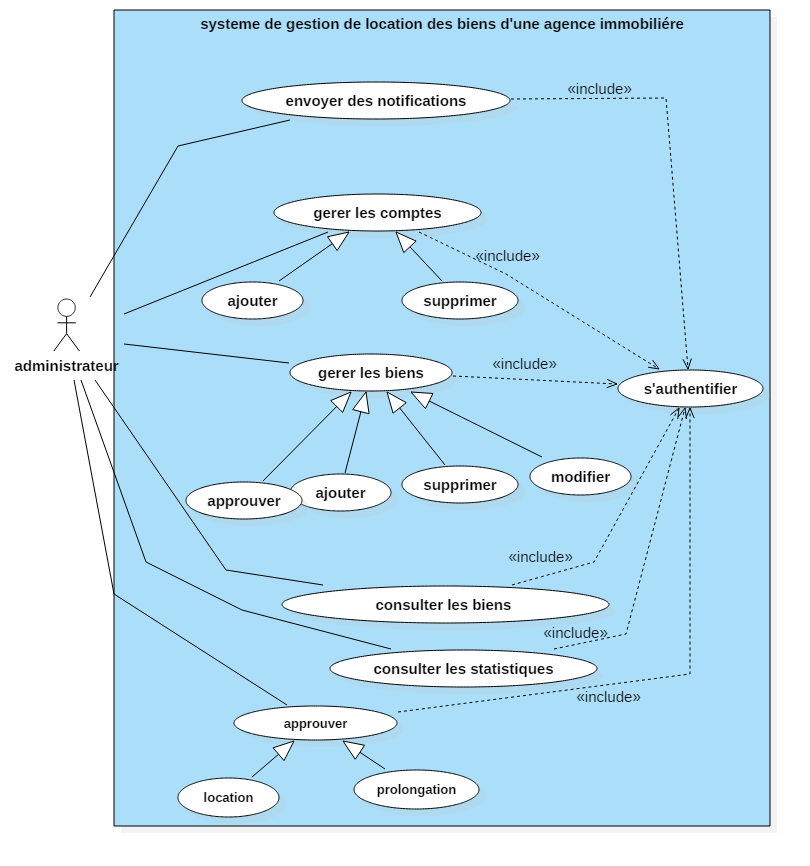 systeme de gestion de location des biens d'une agence immobiliére
«include»
envoyer des notifications
gerer les comptes
«include»
ajouter
supprimer
administrateur
«include»
gerer les biens
s'authentifier
approuver
ajouter
supprimer
modifier
«include»
consulter les biens
«include»
consulter les statistiques
«include»
approuver
location
prolongation